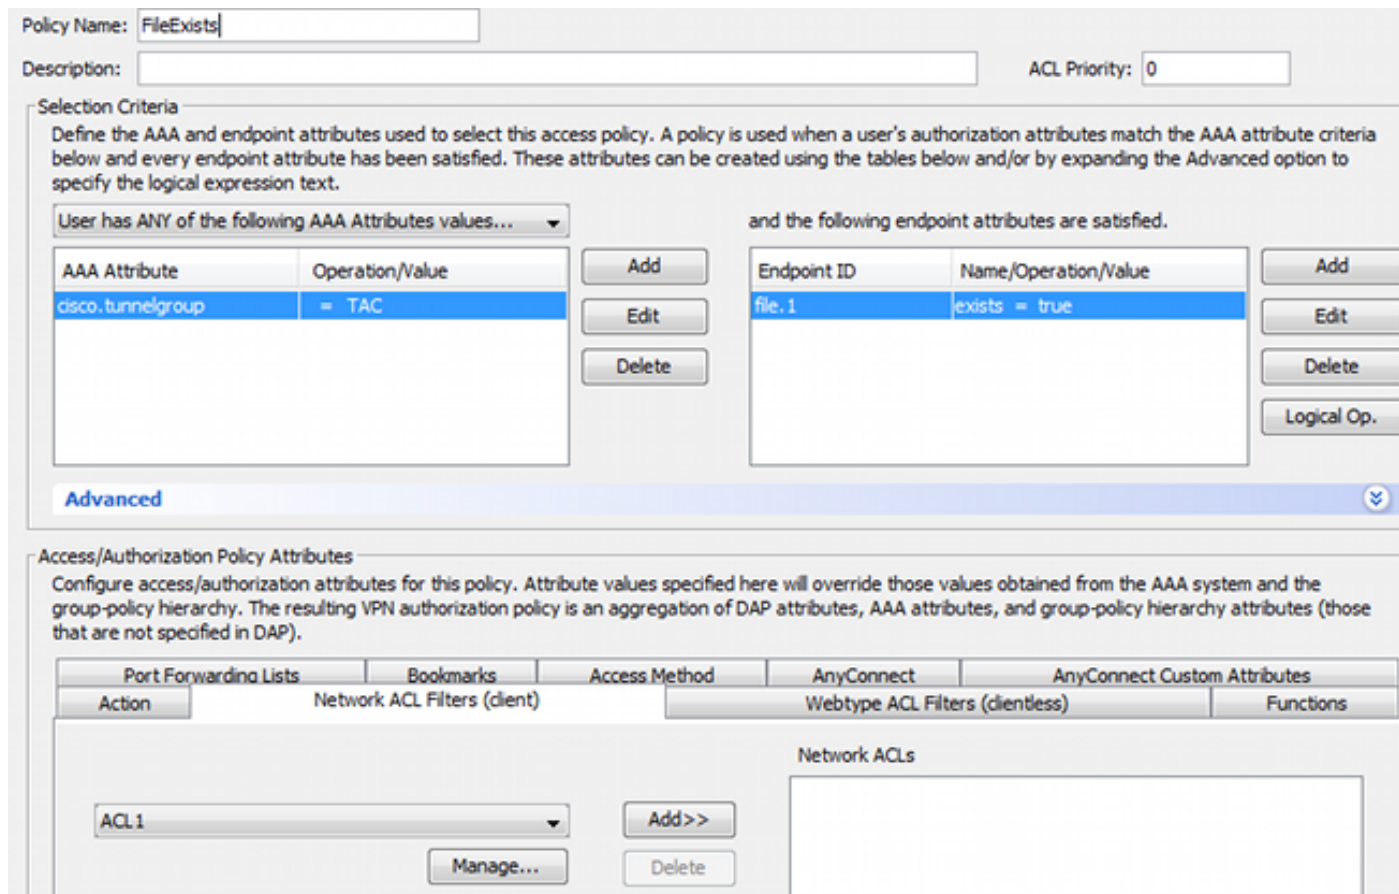 Policy Name: FileExists
Description: ACL Priority: 0
Selection Criteria
Define the AAA and endpoint attributes used to select this access policy. A policy is used when a user's authorization attributes match the AAA attribute criteria
below and every endpoint attribute has been satisfied. These attributes can be created using the tables below and/or by expanding the Advanced option to
specify the logical expression text.
User has ANY of the following AAA Attributes values... and the following endpoint attributes are satisfied.
AAA Attribute Operation/Value Add Endpoint ID Name/Operation/Value Add
cisco.tunnelgroup = TAC Edit file.1 exists = true Edit
Delete Delete
Logical Op.
Advanced
Access/Authorization Policy Attributes
Configure access/authorization attributes for this policy. Attribute values specified here will override those values obtained from the AAA system and the
group-policy hierarchy. The resulting VPN authorization policy is an aggregation of DAP attributes, AAA attributes, and group-policy hierarchy attributes (those
that are not specified in DAP).
Port Forwarding Lists Bookmarks Access Method AnyConnect AnyConnect Custom Attributes
Action Network ACL Filters (client) Webtype ACL Filters (clientless) Functions
Network ACLs
ACL1 Add>>
Manage... Delete